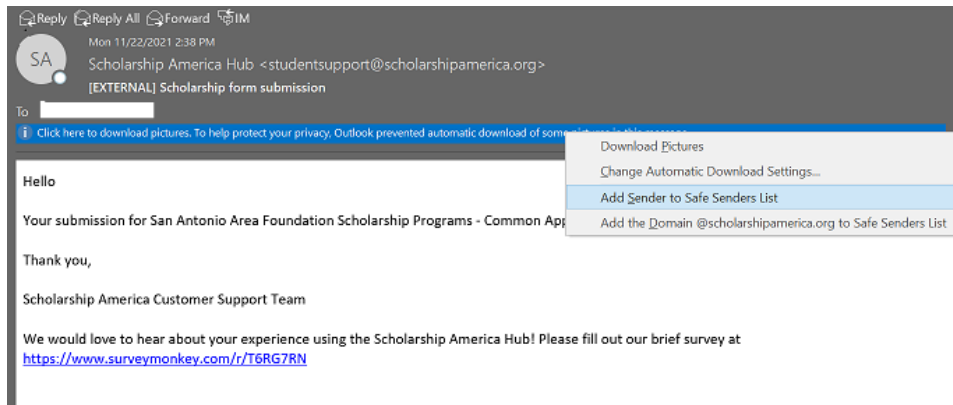 Reply Reply All Forward IM
Mon 11/22/2021 2:38 PM
SA
Scholarship America Hub <studentsupport@scholarshipamerica.org>
[EXTERNAL] Scholarship form submission
To
Click here to download pictures. To help protect your privacy, Outlook prevented automatic download of some pictures in this message.
Download Pictures
Change Automatic Download Settings...
Add Sender to Safe Senders List
Add the Domain @scholarshipamerica.org to Safe Senders List
Hello
Your submission for San Antonio Area Foundation Scholarship Programs - Common App
Thank you,
Scholarship America Customer Support Team
We would love to hear about your experience using the Scholarship America Hub! Please fill out our brief survey at
https://www.surveymonkey.com/r/T6RG7RN